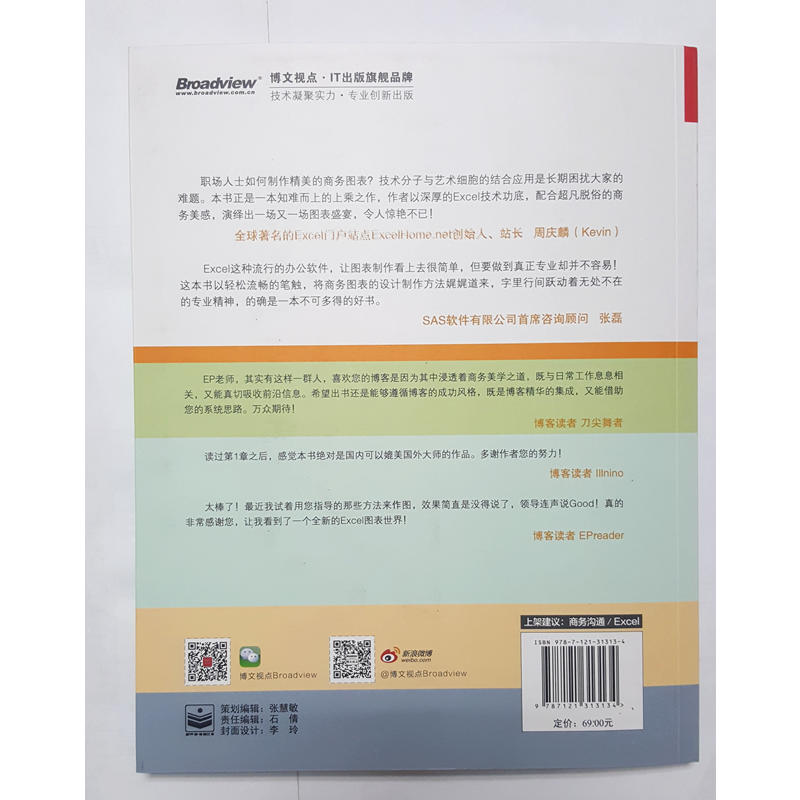 Broadview®
www.broadview.com.cn
博文视点·IT出版旗舰品牌
技术凝聚实力·专业创新出版
职场人士如何制作精美的商务图表？技术分子与艺术细胞的结合应用是长期困扰大家的
难题。本书正是一本知难而上的上乘之作，作者以深厚的Excel技术功底，配合超凡脱俗的商
务美感，演绎出一场又一场图表盛宴，令人惊艳不已！
全球著名的Excel门户站点ExcelHome.net创始人、站长 周庆麟（Kevin）
Excel这种流行的办公软件，让图表制作看上去很简单，但要做到真正专业却并不容易！
这本书以轻松流畅的笔触，将商务图表的设计制作方法娓娓道来，字里行间跃动着无处不在
的专业精神，的确是一本不可多得的好书。
SAS软件有限公司首席咨询顾问 张磊
EP老师，其实有这样一群人，喜欢您的博客是因为其中浸透着商务美学之道，既与日常工作息息相
关，又能真切吸收前沿信息。希望出书还是能够遵循博客的成功风格，既是博客精华的集成，又能借助
您的系统思路。万众期待！
博客读者 刀尖舞者
读过第1章之后，感觉本书绝对是国内可以媲美国外大师的作品。多谢作者您的努力！
博客读者 Illnino
太棒了！最近我试着用您指导的那些方法来作图，效果简直是没得说了，领导连声说Good！真的
非常感谢您，让我看到了一个全新的Excel图表世界！
博客读者 EPreader
上架建议：商务沟通/Excel
ISBN 978-7-121-31313-4
9 787121 313134 >
定价：69.00元
博文视点Broadview
新浪微博
weibo.com
@博文视点Broadview
策划编辑：张慧敏
责任编辑：石 倩
封面设计：李 玲